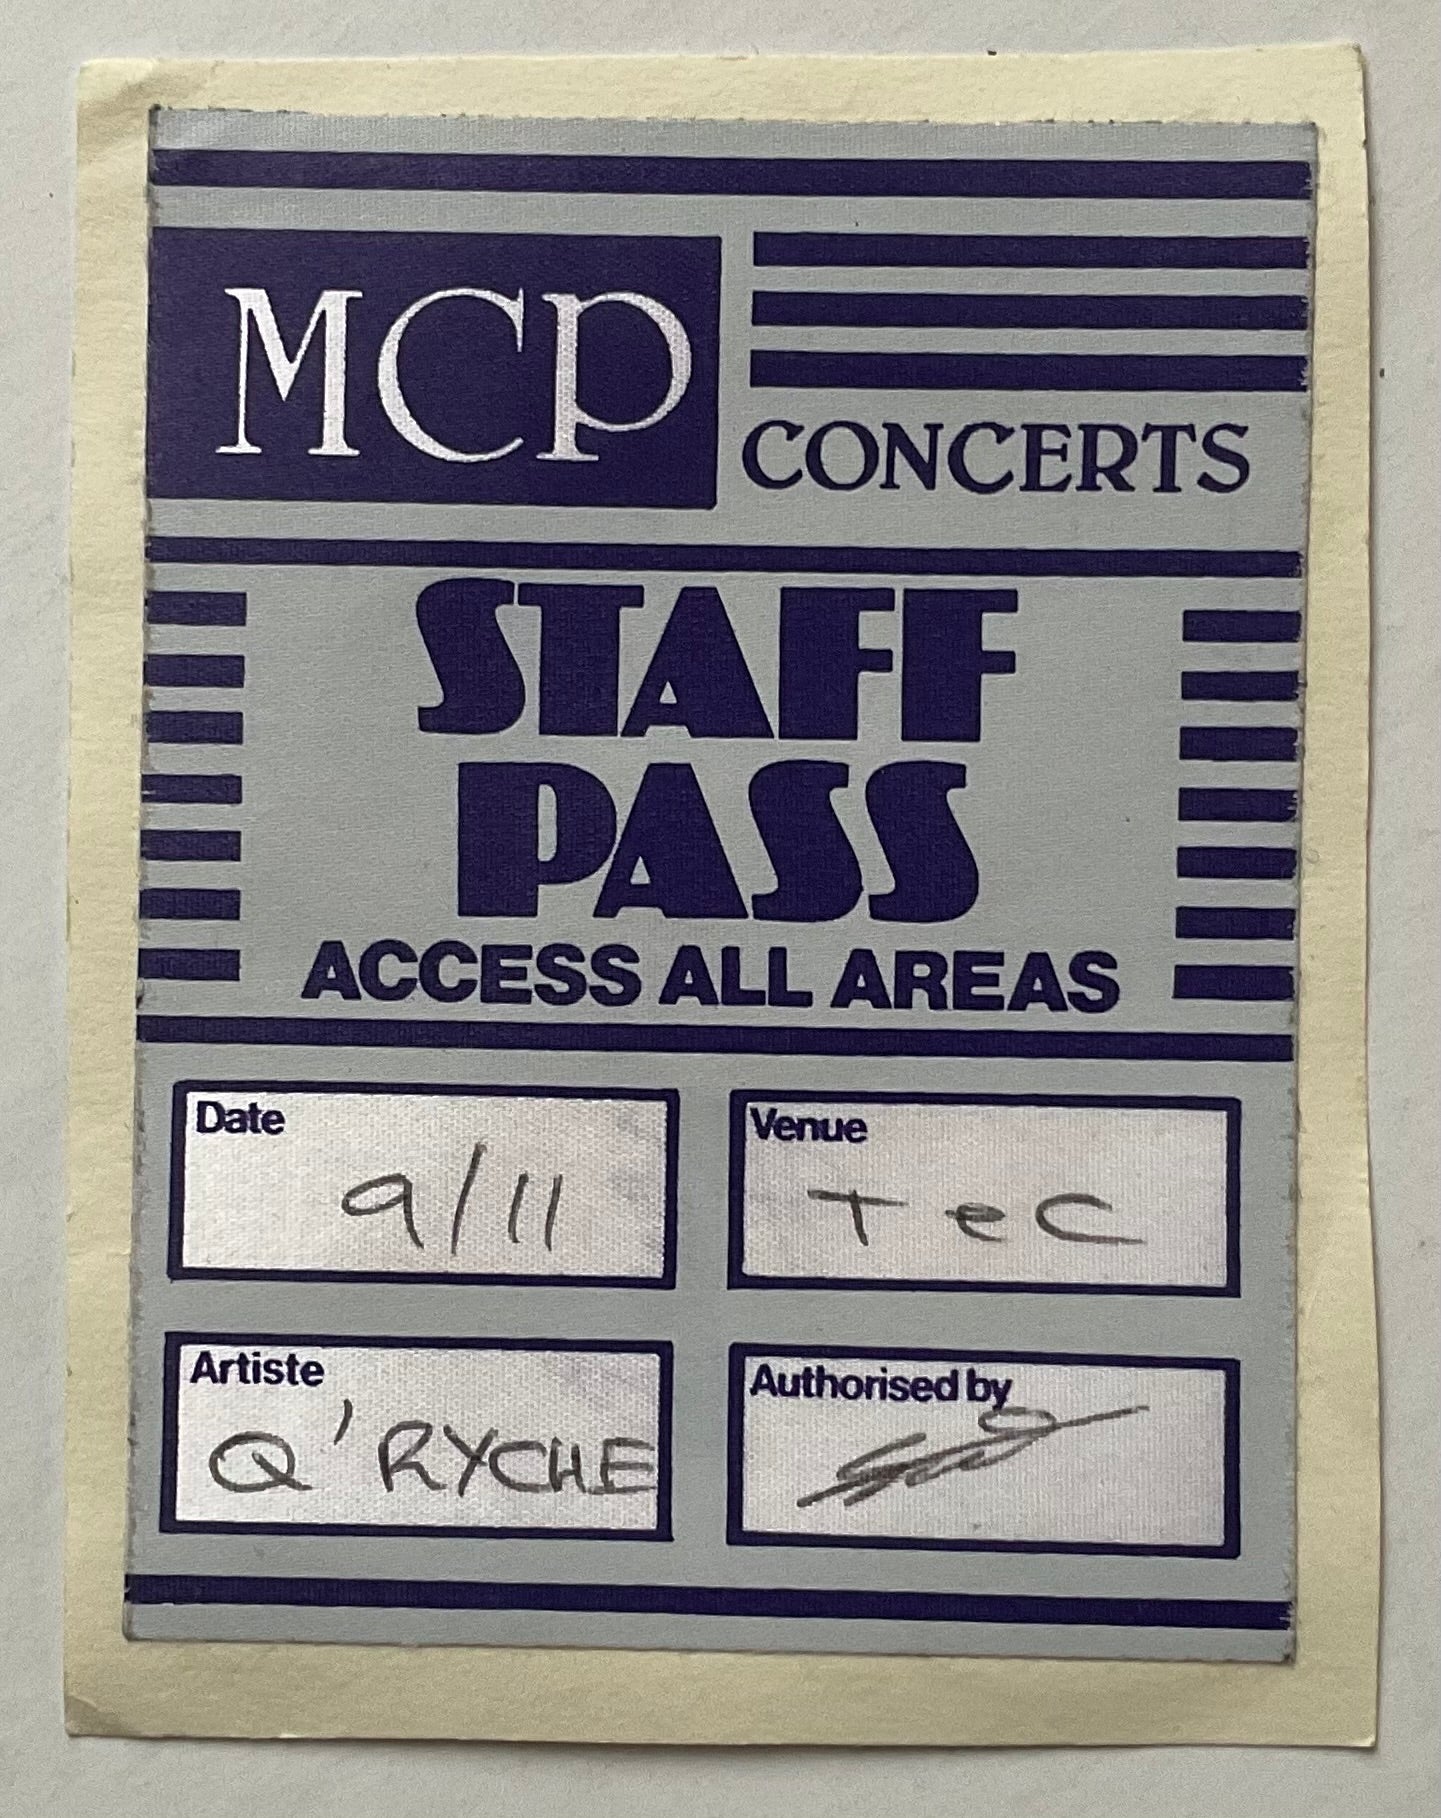 MCP
CONCERTS
STAFF
PASS
ACCESS ALL AREAS
Date
9/11
Venue
TeC
Artiste
Q'RYCHE
Authorised by